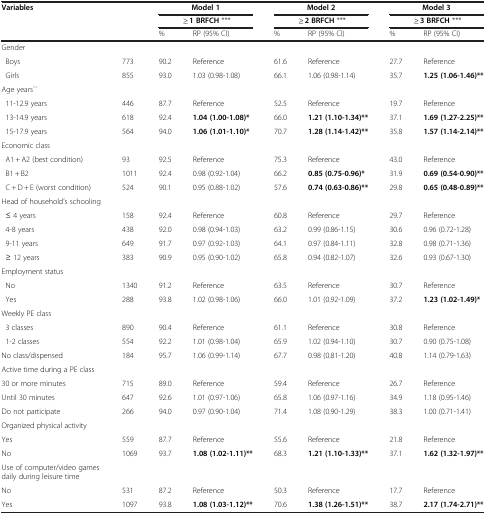 Variables Model 1 Model 2 Model 3
≥ 1 BRFCH *** ≥ 2 BRFCH *** ≥ 3 BRFCH ***
% RP (95% CI) % RP (95% CI) % RP (95% CI)
Gender
Boys 773 90.2 Reference 61.6 Reference 27.7 Reference
Girls 855 93.0 1.03 (0.98-1.08) 66.1 1.06 (0.98-1.14) 35.7 1.25 (1.06-1.46)**
Age years``
11-12.9 years 446 87.7 Reference 52.5 Reference 19.7 Reference
13-14.9 years 618 92.4 1.04 (1.00-1.08)* 66.0 1.21 (1.10-1.34)** 37.1 1.69 (1.27-2.25)**
15-17.9 years 564 94.0 1.06 (1.01-1.10)* 70.7 1.28 (1.14-1.42)** 35.8 1.57 (1.14-2.14)**
Economic class
A1 + A2 (best condition) 93 92.5 Reference 75.3 Reference 43.0 Reference
B1 + B2 1011 92.4 0.98 (0.92-1.04) 66.2 0.85 (0.75-0.96)* 31.9 0.69 (0.54-0.90)**
C + D + E (worst condition) 524 90.1 0.95 (0.88-1.02) 57.6 0.74 (0.63-0.86)** 29.8 0.65 (0.48-0.89)**
Head of household's schooling
≤ 4 years 158 92.4 Reference 60.8 Reference 29.7 Reference
4-8 years 438 92.0 0.98 (0.94-1.03) 63.2 0.99 (0.86-1.15) 30.6 0.96 (0.72-1.28)
9-11 years 649 91.7 0.97 (0.92-1.03) 64.1 0.97 (0.84-1.11) 32.8 0.98 (0.71-1.36)
≥ 12 years 383 90.9 0.95 (0.90-1.02) 65.8 0.94 (0.82-1.07) 32.6 0.93 (0.67-1.30)
Employment status
No 1340 91.2 Reference 63.5 Reference 30.7 Reference
Yes 288 93.8 1.02 (0.98-1.06) 66.0 1.01 (0.92-1.09) 37.2 1.23 (1.02-1.49)*
Weekly PE class
3 classes 890 90.4 Reference 61.1 Reference 30.8 Reference
1-2 classes 554 92.2 1.01 (0.98-1.04) 65.9 1.02 (0.94-1.10) 30.7 0.90 (0.75-1.08)
No class/dispensed 184 95.7 1.06 (0.99-1.14) 67.7 0.98 (0.81-1.20) 40.8 1.14 (0.79-1.63)
Active time during a PE class
30 or more minutes 715 89.0 Reference 59.4 Reference 26.7 Reference
Until 30 minutes 647 92.6 1.01 (0.97-1.06) 65.8 1.06 (0.97-1.16) 34.9 1.18 (0.95-1.46)
Do not participate 266 94.0 0.97 (0.90-1.04) 71.4 1.08 (0.90-1.29) 38.3 1.00 (0.71-1.41)
Organized physical activity
Yes 559 87.7 Reference 55.6 Reference 21.8 Reference
No 1069 93.7 1.08 (1.02-1.11)** 68.3 1.21 (1.10-1.33)** 37.1 1.62 (1.32-1.97)**
Use of computer/video games
daily during leisure time
No 531 87.2 Reference 50.3 Reference 17.7 Reference
Yes 1097 93.8 1.08 (1.03-1.12)** 70.6 1.38 (1.26-1.51)** 38.7 2.17 (1.74-2.71)**